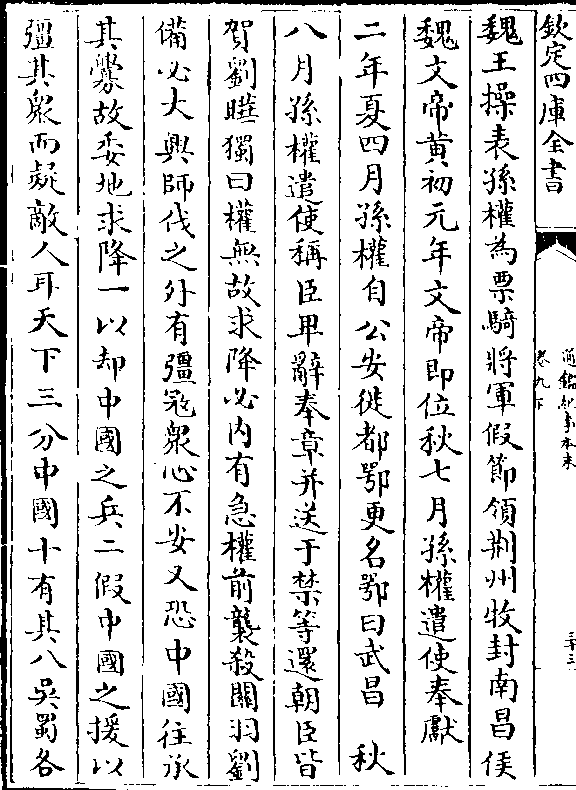 欽定四庫全書
通鑑紀事本末
卷九下
三十三
魏王操表孫權為票騎將軍假節領荆州牧封南昌侯
魏文帝黃初元年文帝即位秋七月孫權遣使奉獻
二年夏四月孫權自公安徙都鄂更名鄂曰武昌 秋
八月孫權遣使稱臣卑辭奉章并送于禁等還朝臣皆
賀劉曄獨曰權無故求降必內有急權前襲殺關羽劉
備必大興師伐之外有彊冦衆心不安又恐中國往承
其釁故委地求降一以却中國之兵二假中國之援以
彊其衆而疑敵人耳天下三分中國十有其八吳蜀各